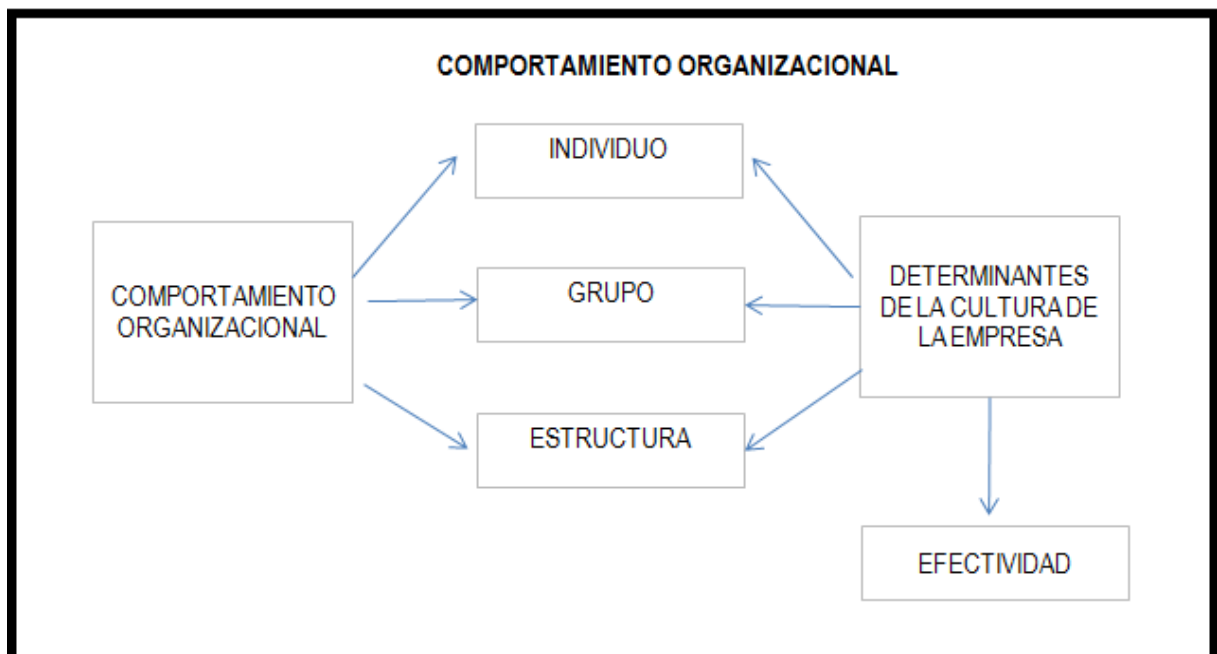 COMPORTAMIENTO ORGANIZACIONAL
INDIVIDUO
COMPORTAMIENTO
ORGANIZACIONAL
GRUPO
DETERMINANTES
DE LA CULTURA DE
LA EMPRESA
ESTRUCTURA
EFECTIVIDAD